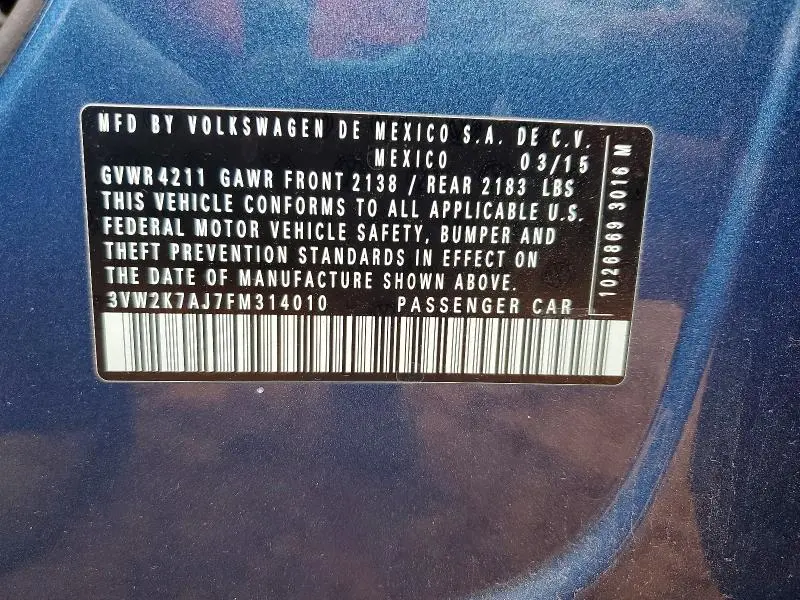 MFD BY VOLKSWAGEN DE MEXICO S.A. DE C.V.
MEXICO 03/15
GVWR 4211 GAWR FRONT 2138 / REAR 2183 LBS
THIS VEHICLE CONFORMS TO ALL APPLICABLE U.S.
FEDERAL MOTOR VEHICLE SAFETY, BUMPER AND
THEFT PREVENTION STANDARDS IN EFFECT ON
THE DATE OF MANUFACTURE SHOWN ABOVE.
3VW2K7AJ7FM314010 PASSENGER CAR
1026869 3016 M